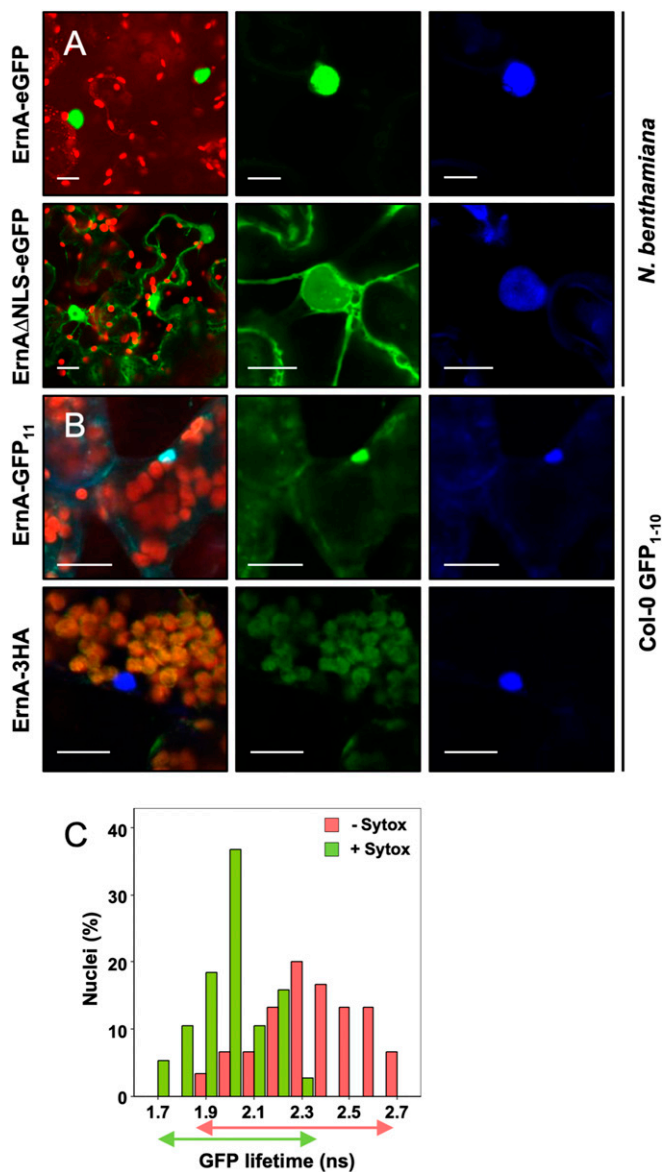 A
ErnA-eGFP
ErnAΔNLS-eGFP
N. benthamiana
B
ErnA-GFP11
ErnA-3HA
Col-0 GFP1-10
C
- Sytox
+ Sytox
Nuclei (%)
40
30
20
10
0
1.7 1.9 2.1 2.3 2.5 2.7
GFP lifetime (ns)